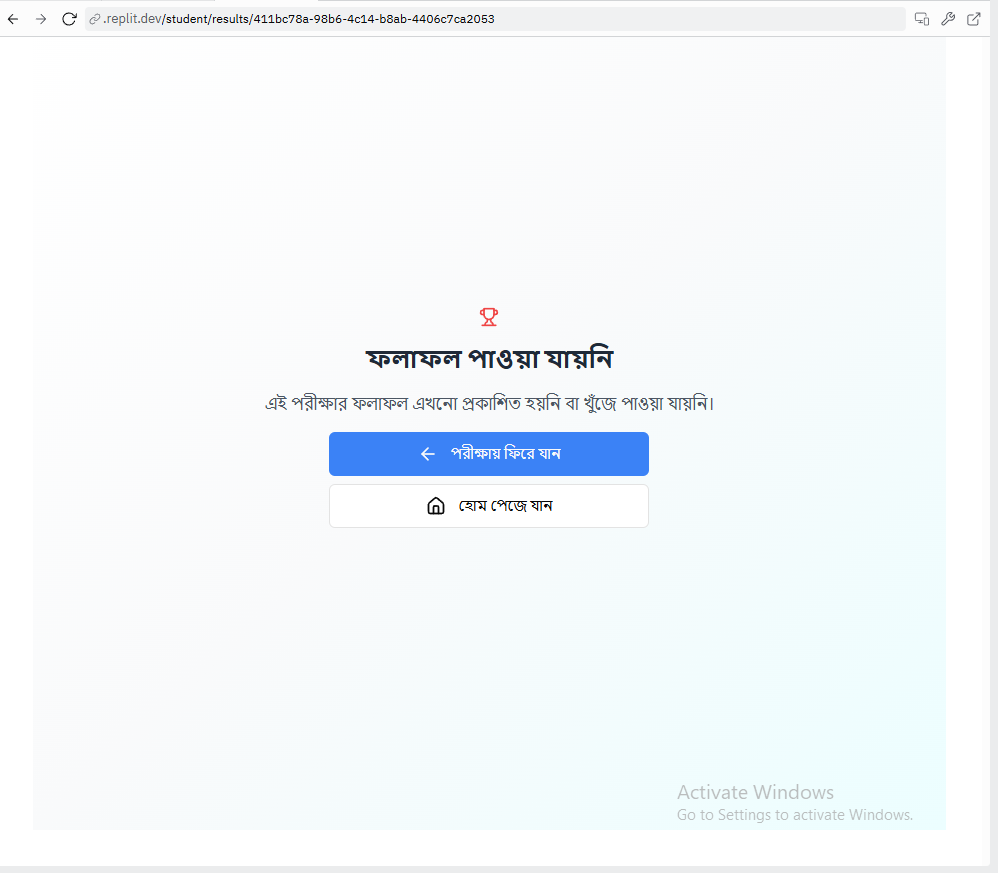 .replit.dev/student/results/411bc78a-98b6-4c14-b8ab-4406c7ca2053
ফলাফল পাওয়া যায়নি
এই পরীক্ষার ফলাফল এখনো প্রকাশিত হয়নি বা খুঁজে পাওয়া যায়নি।
পরীক্ষায় ফিরে যান
হোম পেজে যান
Activate Windows
Go to Settings to activate Windows.